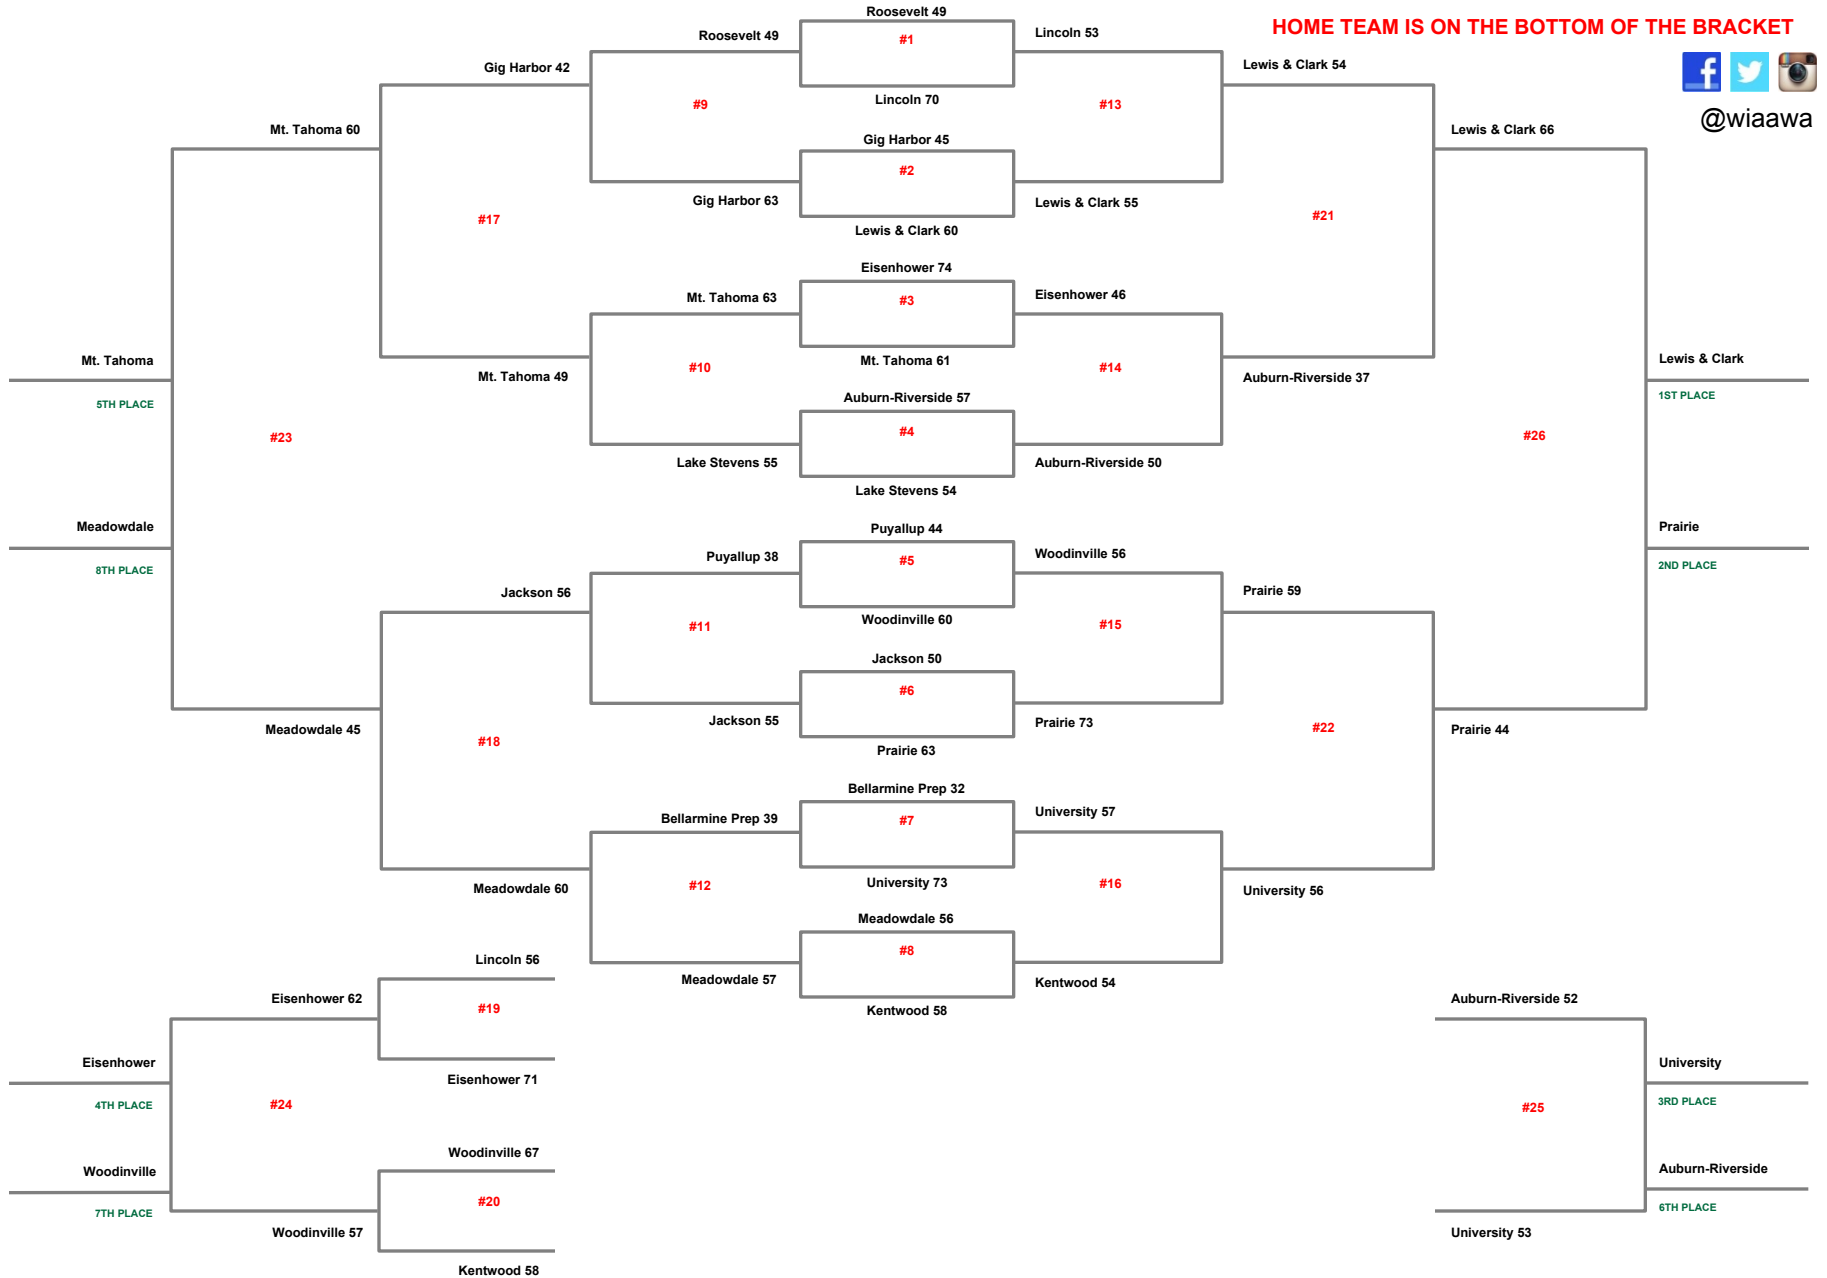 HOME TEAM IS ON THE BOTTOM OF THE BRACKET
@wiaawa
Roosevelt 49
#1
Lincoln 70
Gig Harbor 45
#2
Lewis & Clark 60
Eisenhower 74
#3
Mt. Tahoma 61
Auburn-Riverside 57
#4
Lake Stevens 54
Puyallup 44
#5
Woodinville 60
Jackson 50
#6
Prairie 63
Bellarmine Prep 32
#7
University 73
Meadowdale 56
#8
Kentwood 58
Roosevelt 49
#9
Gig Harbor 63
Mt. Tahoma 63
#10
Lake Stevens 55
Puyallup 38
#11
Jackson 55
Bellarmine Prep 39
#12
Meadowdale 57
Lincoln 53
#13
Lewis & Clark 55
Eisenhower 46
#14
Auburn-Riverside 50
Woodinville 56
#15
Prairie 73
University 57
#16
Kentwood 54
Gig Harbor 42
#17
Mt. Tahoma 49
Jackson 56
#18
Meadowdale 60
Lincoln 56
#19
Eisenhower 71
Woodinville 67
#20
Kentwood 58
Lewis & Clark 54
#21
Auburn-Riverside 37
Prairie 59
#22
University 56
Mt. Tahoma 60
#23
Meadowdale 45
Mt. Tahoma
5TH PLACE
Meadowdale
8TH PLACE
Eisenhower 62
#24
Woodinville 57
Eisenhower
4TH PLACE
Woodinville
7TH PLACE
Auburn-Riverside 52
#25
University 53
University
3RD PLACE
Auburn-Riverside
6TH PLACE
Lewis & Clark 66
#26
Prairie 44
Lewis & Clark
1ST PLACE
Prairie
2ND PLACE